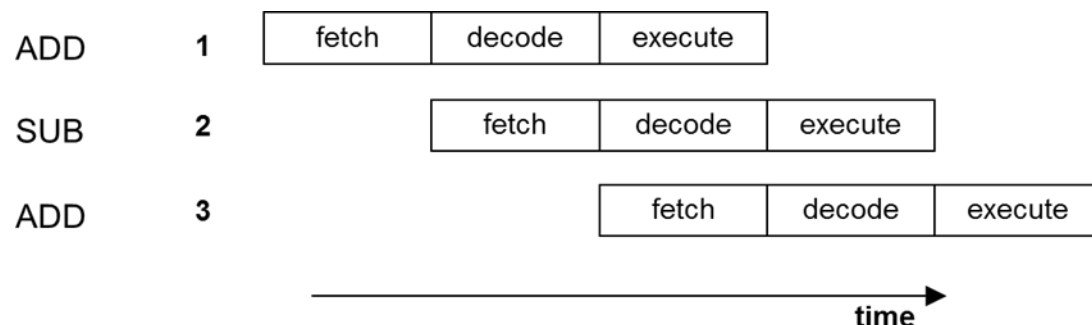 ADD 1 fetch decode execute
SUB 2 fetch decode execute
ADD 3 fetch decode execute
time